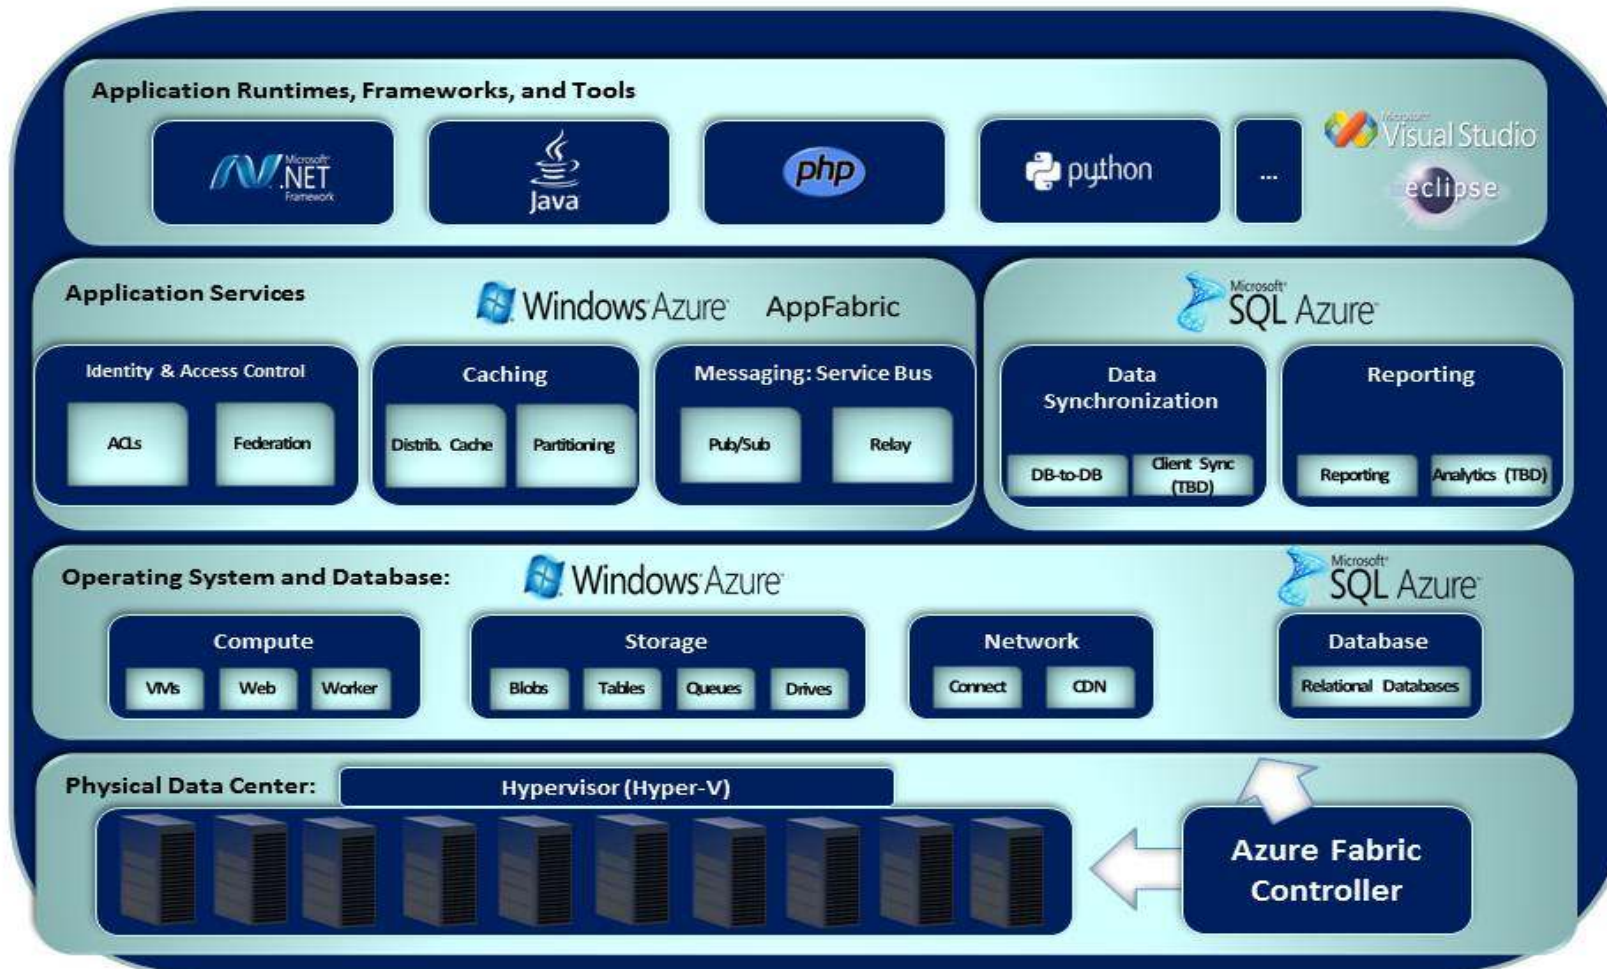 Application Runtimes, Frameworks, and Tools
Microsoft
.NET
Framework
Java
php
python
...
Microsoft
Visual Studio
eclipse
Application Services
Windows Azure AppFabric
Microsoft
SQL Azure
Identity & Access Control
ACLs
Federation
Caching
Distrib. Cache
Partitioning
Messaging: Service Bus
Pub/Sub
Relay
Data
Synchronization
DB-to-DB
Client Sync
(TBD)
Reporting
Reporting
Analytics (TBD)
Operating System and Database:
Windows Azure
Microsoft
SQL Azure
Compute
VMs
Web
Worker
Storage
Blobs
Tables
Queues
Drives
Network
Connect
CDN
Database
Relational Databases
Physical Data Center:
Hypervisor (Hyper-V)
Azure Fabric
Controller